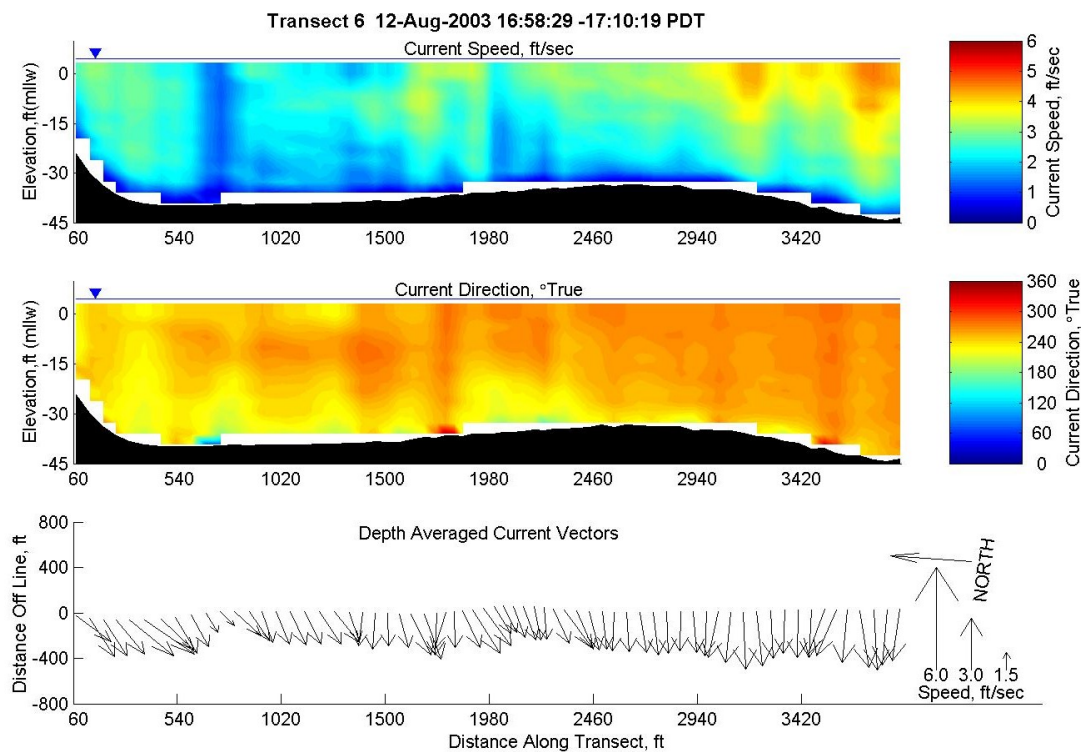 Transect 6 12-Aug-2003 16:58:29 -17:10:19 PDT
Current Speed, ft/sec
Elevation,ft(mllw)
0
-15
-30
-45
60 540 1020 1500 1980 2460 2940 3420
6
5
4
3
2
1
0
Current Speed, ft/sec
Current Direction, °True
Elevation,ft (mllw)
0
-15
-30
-45
60 540 1020 1500 1980 2460 2940 3420
360
300
240
180
120
60
0
Current Direction, °True
Depth Averaged Current Vectors
Distance Off Line, ft
800
400
0
-400
-800
60 540 1020 1500 1980 2460 2940 3420
Distance Along Transect, ft
NORTH
6.0 3.0 1.5
Speed, ft/sec